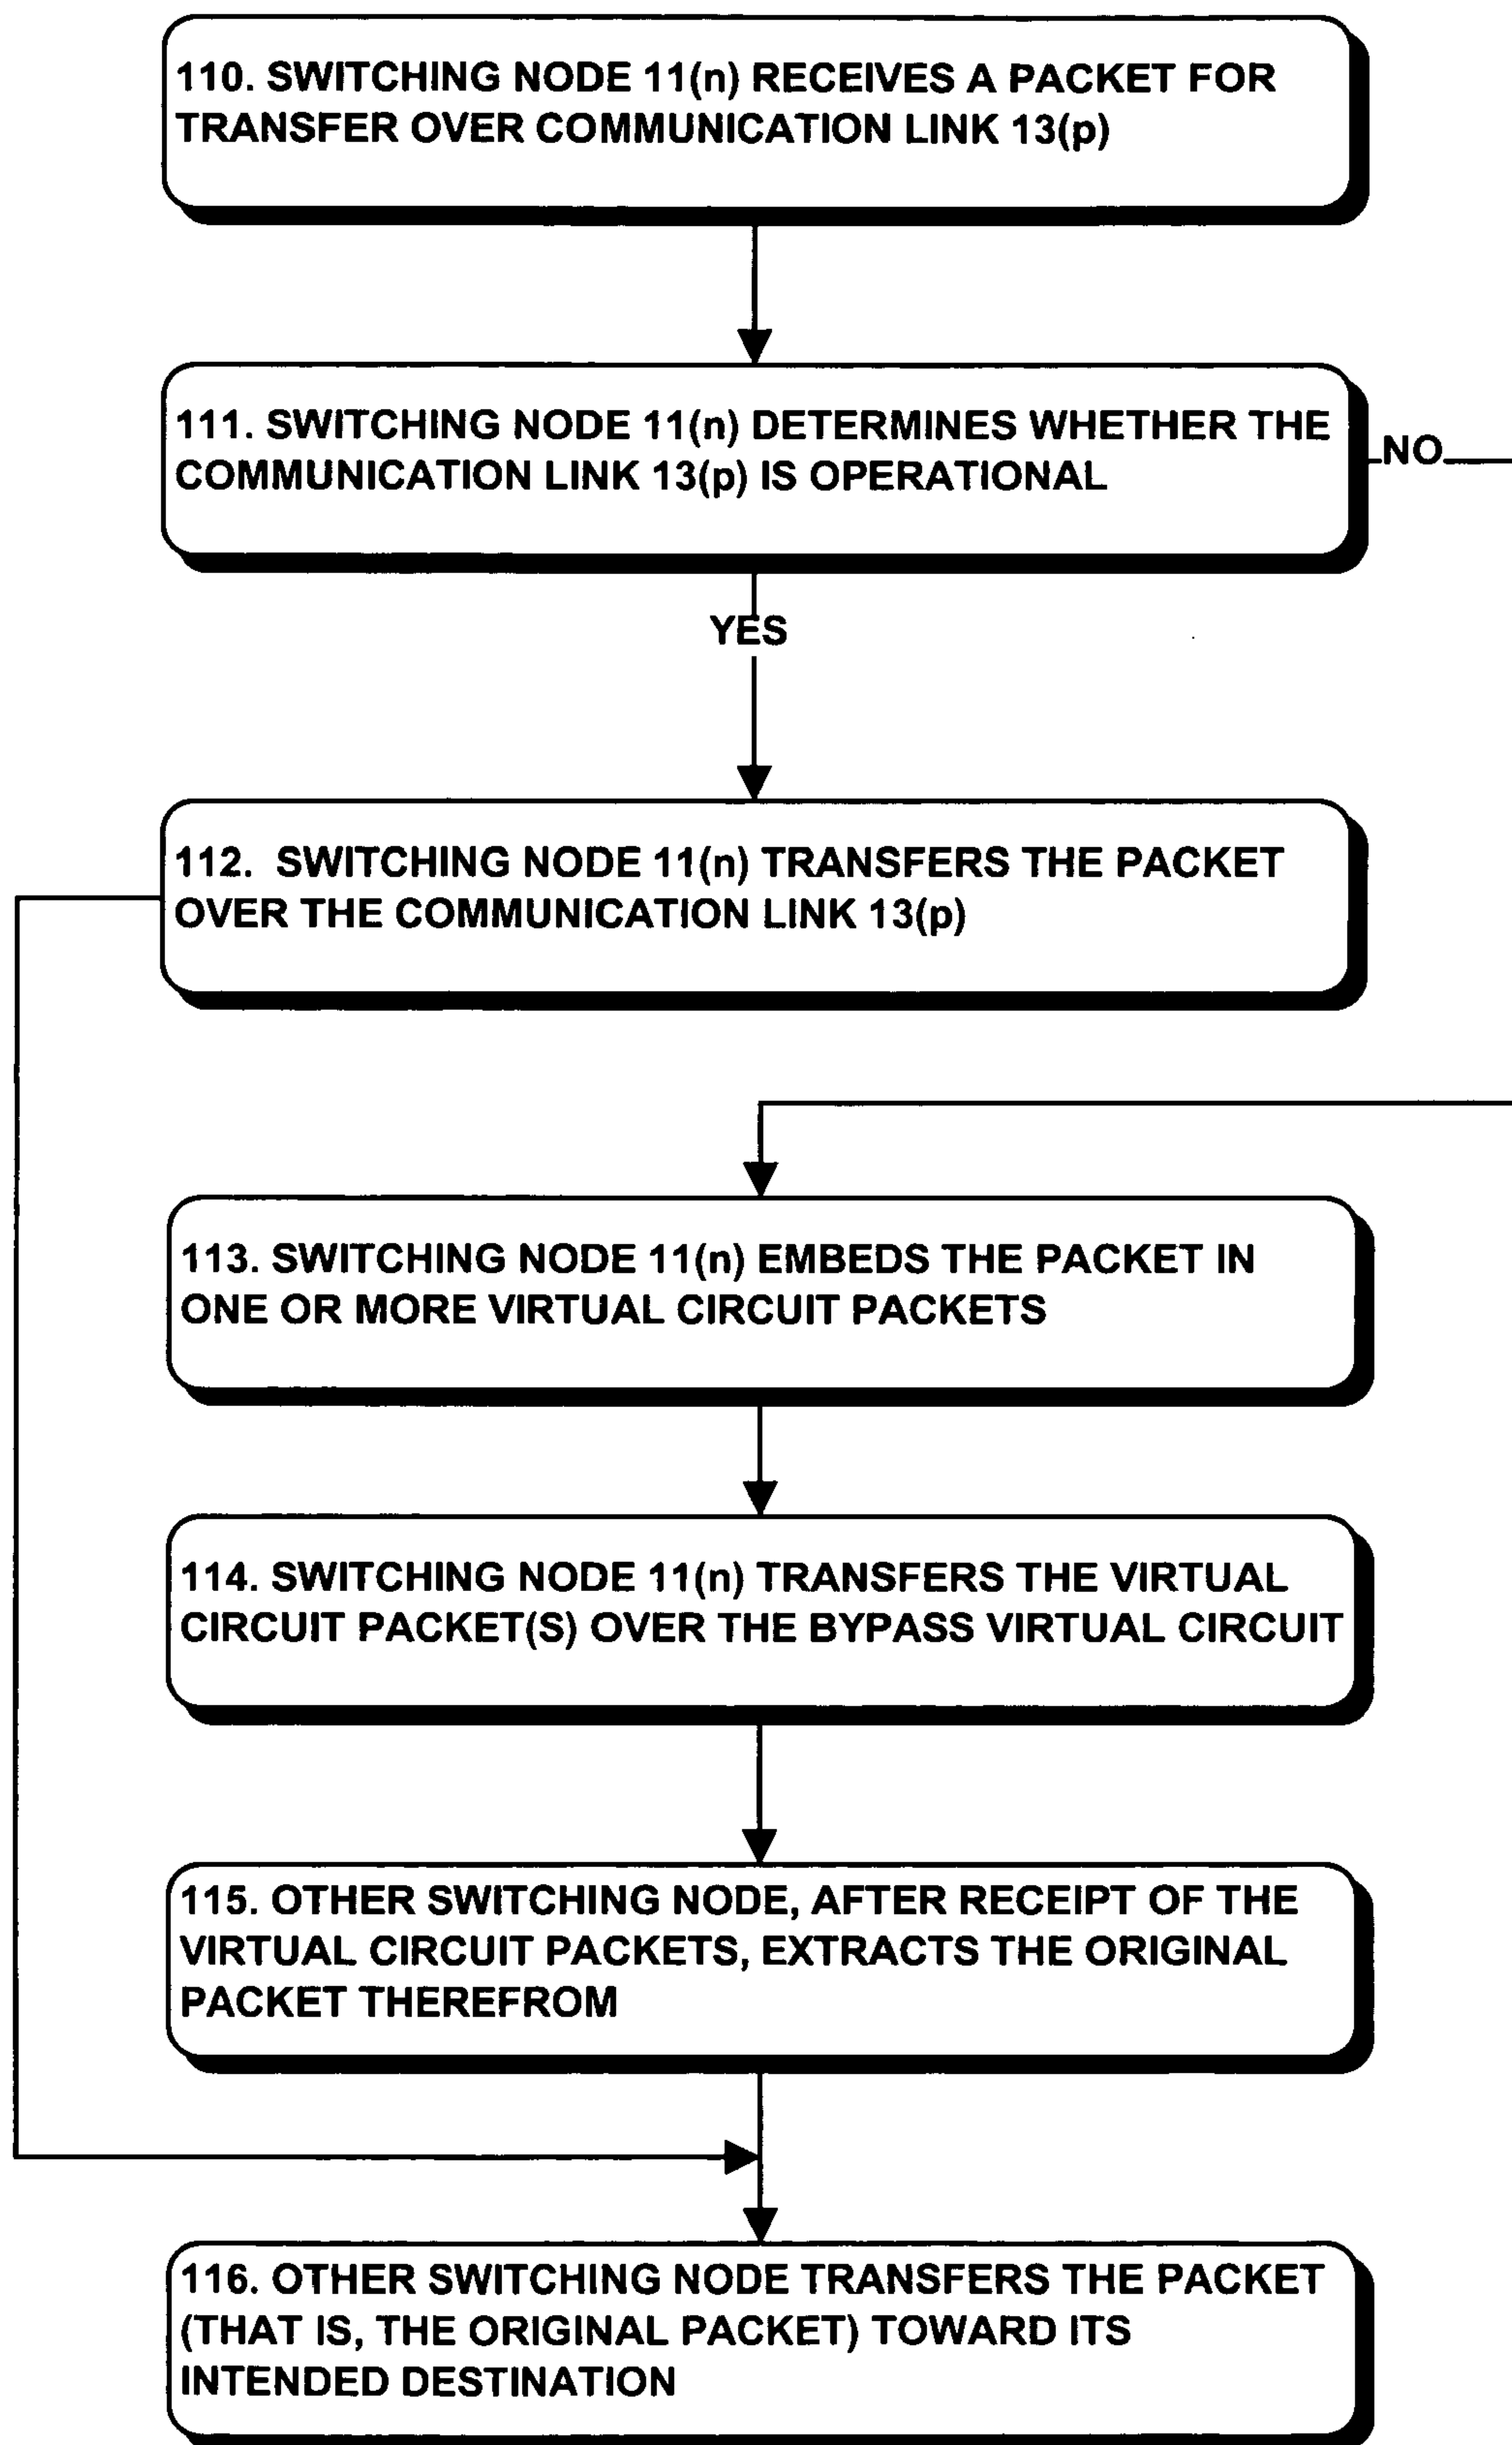 110. SWITCHING NODE 11(n) RECEIVES A PACKET FOR
TRANSFER OVER COMMUNICATION LINK 13(p)
111. SWITCHING NODE 11(n) DETERMINES WHETHER THE
COMMUNICATION LINK 13(p) IS OPERATIONAL
NO
YES
112. SWITCHING NODE 11(n) TRANSFERS THE PACKET
OVER THE COMMUNICATION LINK 13(p)
113. SWITCHING NODE 11(n) EMBEDS THE PACKET IN
ONE OR MORE VIRTUAL CIRCUIT PACKETS
114. SWITCHING NODE 11(n) TRANSFERS THE VIRTUAL
CIRCUIT PACKET(S) OVER THE BYPASS VIRTUAL CIRCUIT
115. OTHER SWITCHING NODE, AFTER RECEIPT OF THE
VIRTUAL CIRCUIT PACKETS, EXTRACTS THE ORIGINAL
PACKET THEREFROM
116. OTHER SWITCHING NODE TRANSFERS THE PACKET
(THAT IS, THE ORIGINAL PACKET) TOWARD ITS
INTENDED DESTINATION